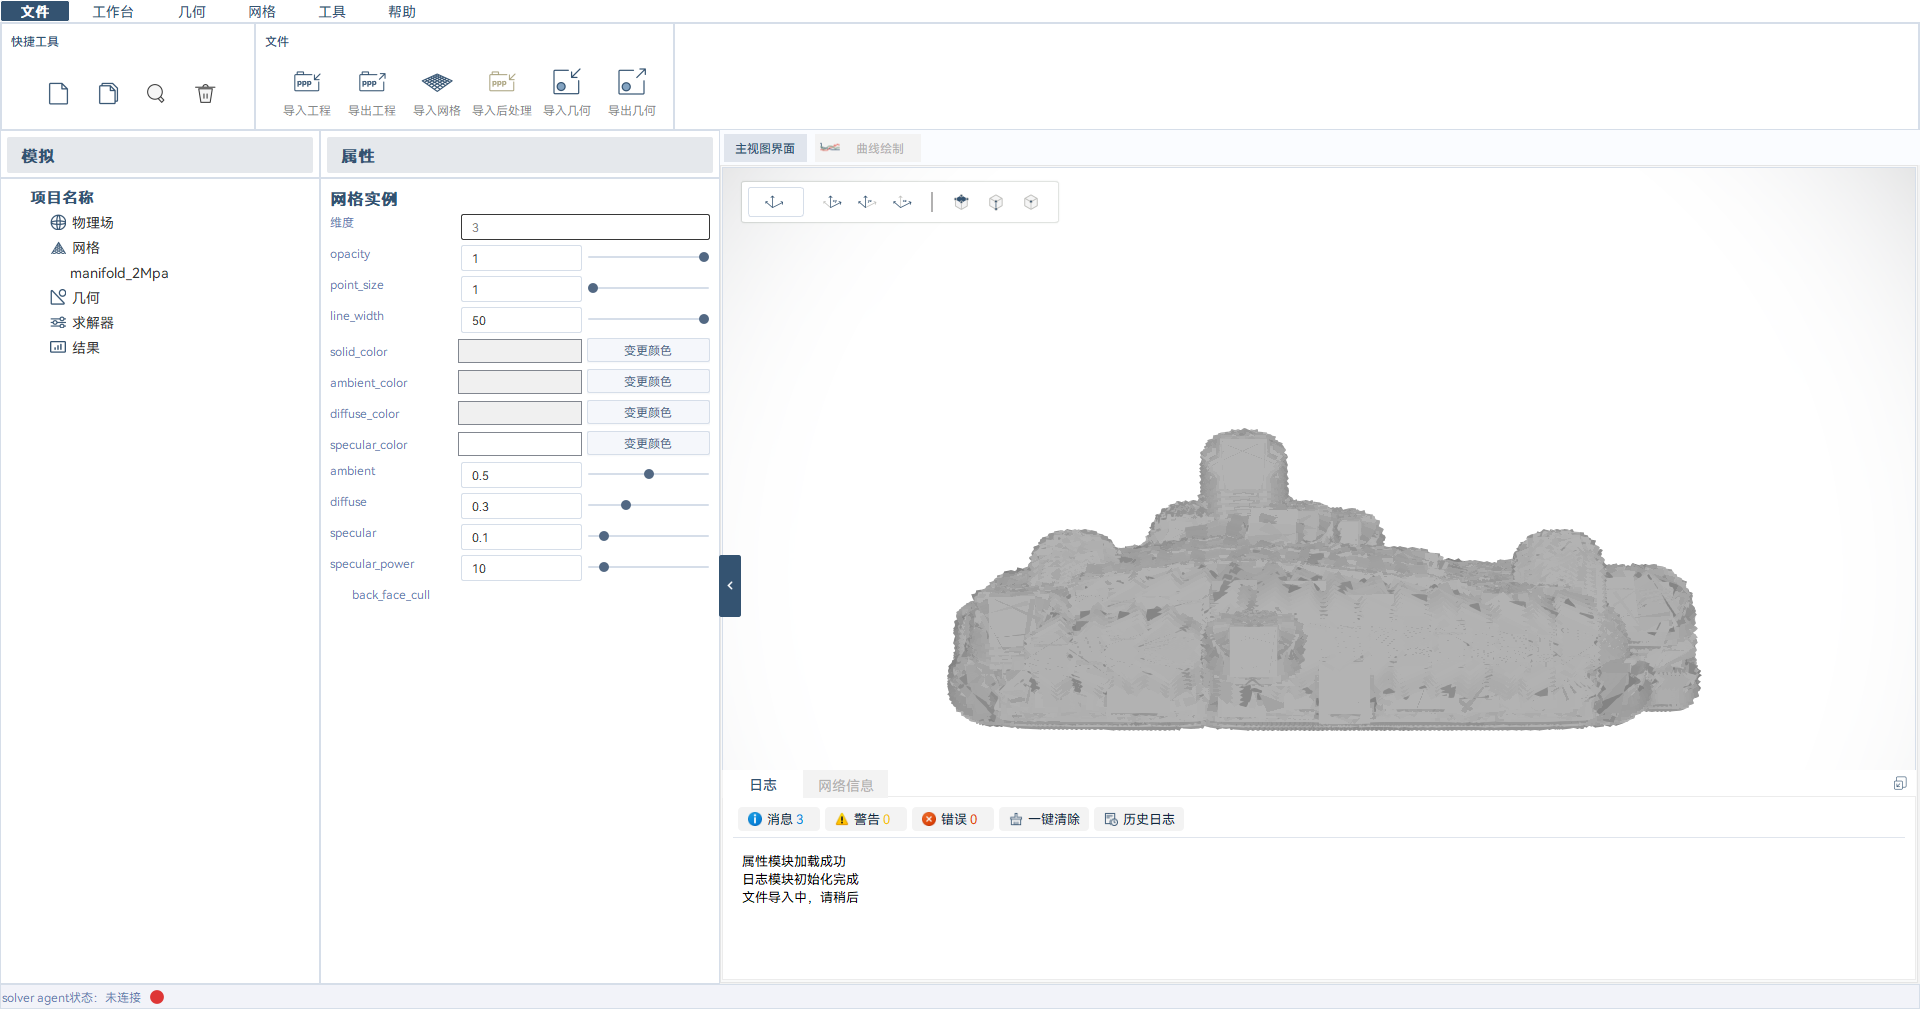 文件 工作台 几何 网格 工具 帮助
快捷工具 文件
PPP PPP PPP
导入工程 导出工程 导入网格 导入后处理 导入几何 导出几何
模拟 属性 主视图界面 曲线绘制
项目名称
物理场
网格
manifold_2Mpa
几何
求解器
结果
网格实例
维度 3
opacity 1
point_size 1
line_width 50
solid_color 变更颜色
ambient_color 变更颜色
diffuse_color 变更颜色
specular_color 变更颜色
ambient 0.5
diffuse 0.3
specular 0.1
specular_power 10
back_face_cull
日志 网络信息
消息 3 警告 0 错误 0 一键清除 历史日志
属性模块加载成功
日志模块初始化完成
文件导入中，请稍后
solver agent状态：未连接